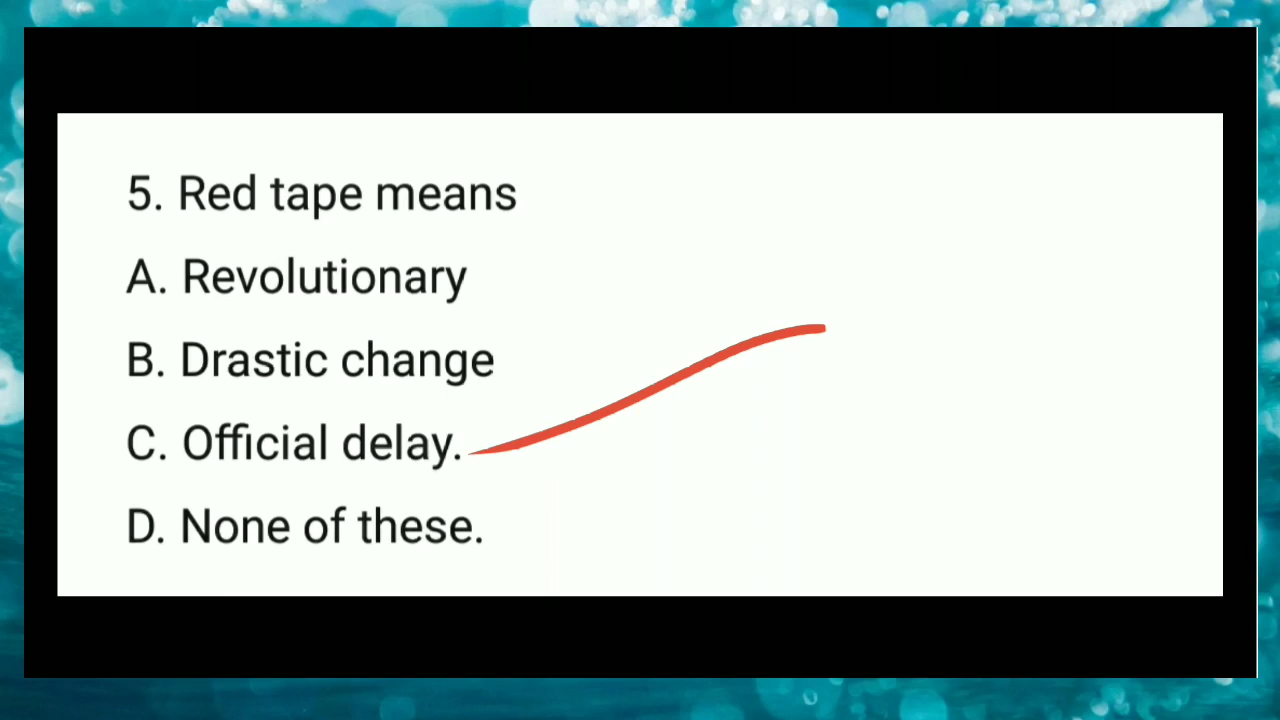 5. Red tape means
A. Revolutionary
B. Drastic change
C. Official delay.
D. None of these.